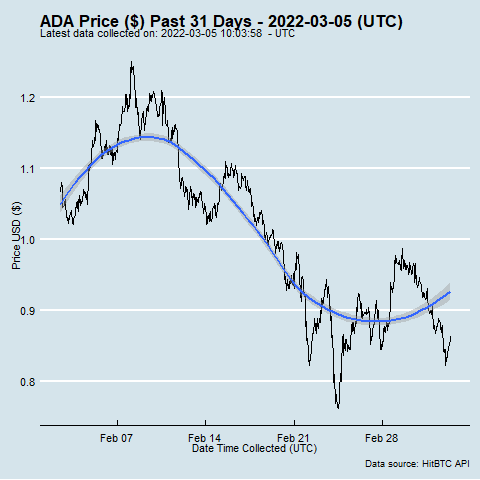 ADA Price ($) Past 31 Days - 2022-03-05 (UTC)
Latest data collected on: 2022-03-05 10:03:58 - UTC
1.2
1.1
1.0
0.9
0.8
Price USD ($)
Feb 07 Feb 14 Feb 21 Feb 28
Date Time Collected (UTC)
Data source: HitBTC API